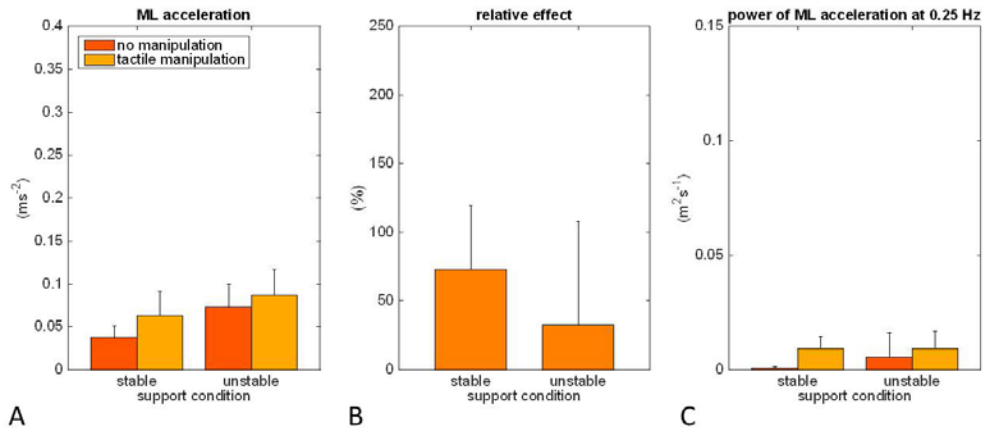 ML acceleration
0.4
0.35
0.3
0.25
0.2
0.15
0.1
0.05
0
(ms-2)
no manipulation
tactile manipulation
stable
unstable
support condition
A
relative effect
250
200
150
100
50
0
(%)
stable
unstable
support condition
B
power of ML acceleration at 0.25 Hz
0.15
0.1
0.05
0
(m2s-1)
stable
unstable
support condition
C